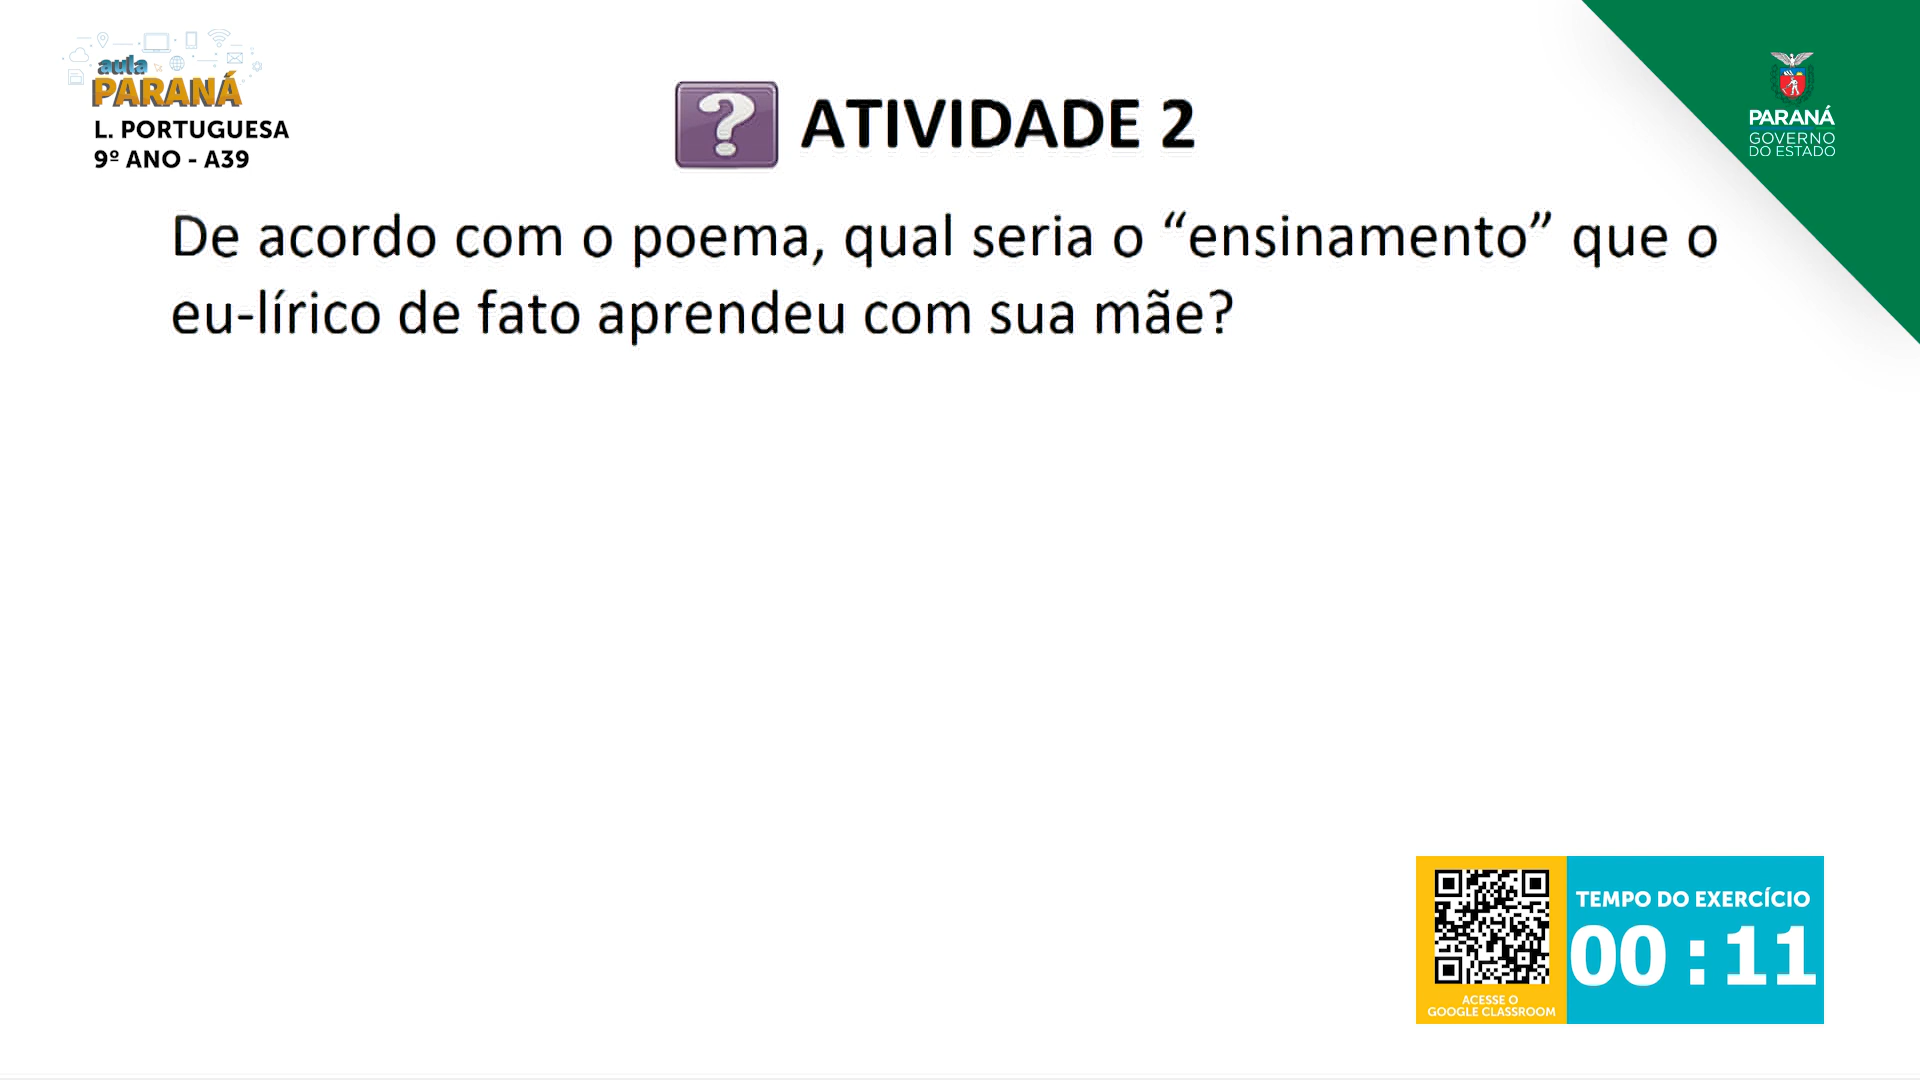 aula
PARANÁ
L. PORTUGUESA
9º ANO - A39
? ATIVIDADE 2
PARANÁ
GOVERNO
DO ESTADO
De acordo com o poema, qual seria o “ensinamento” que o
eu-lírico de fato aprendeu com sua mãe?
TEMPO DO EXERCÍCIO
00:11
ACESSE O
GOOGLE CLASSROOM